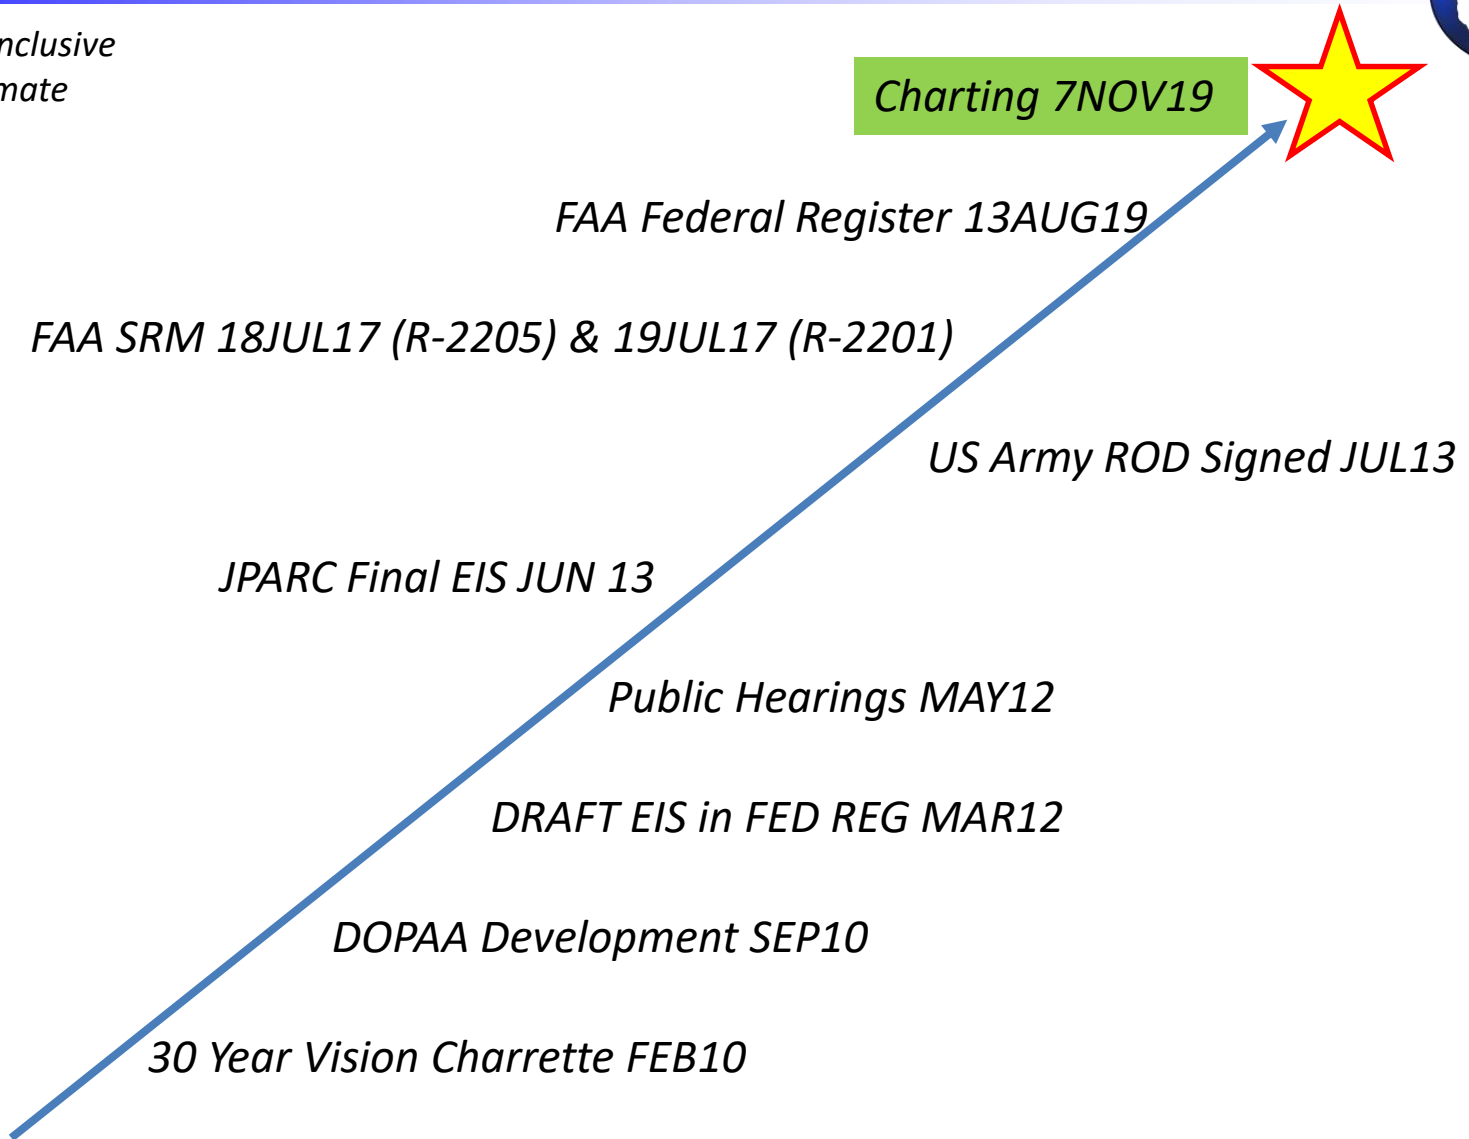 nclusive
mate
Charting 7NOV19
FAA Federal Register 13AUG19
FAA SRM 18JUL17 (R-2205) & 19JUL17 (R-2201)
US Army ROD Signed JUL13
JPARC Final EIS JUN 13
Public Hearings MAY12
DRAFT EIS in FED REG MAR12
DOPAA Development SEP10
30 Year Vision Charrette FEB10